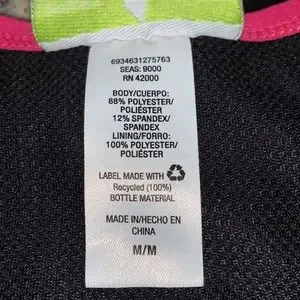 6934631275763
SEAS: 9000
RN 42000
BODY/CUERPO:
88% POLYESTER/
POLIÉSTER
12% SPANDEX/
SPANDEX
LINING/FORRO:
100% POLYESTER/
POLIÉSTER
LABEL MADE WITH
Recycled (100%)
BOTTLE MATERIAL
MADE IN/HECHO EN
CHINA
M/M